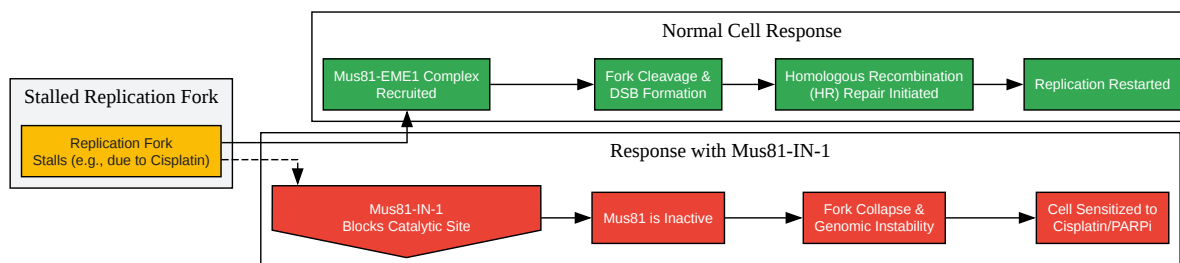 Normal Cell Response
Mus81-EME1 Complex
Recruited
Fork Cleavage &
DSB Formation
Homologous Recombination
(HR) Repair Initiated
Replication Restarted
Stalled Replication Fork
Replication Fork
Stalls (e.g., due to Cisplatin)
Response with Mus81-IN-1
Mus81-IN-1
Blocks Catalytic Site
Mus81 is Inactive
Fork Collapse &
Genomic Instability
Cell Sensitized to
Cisplatin/PARPi